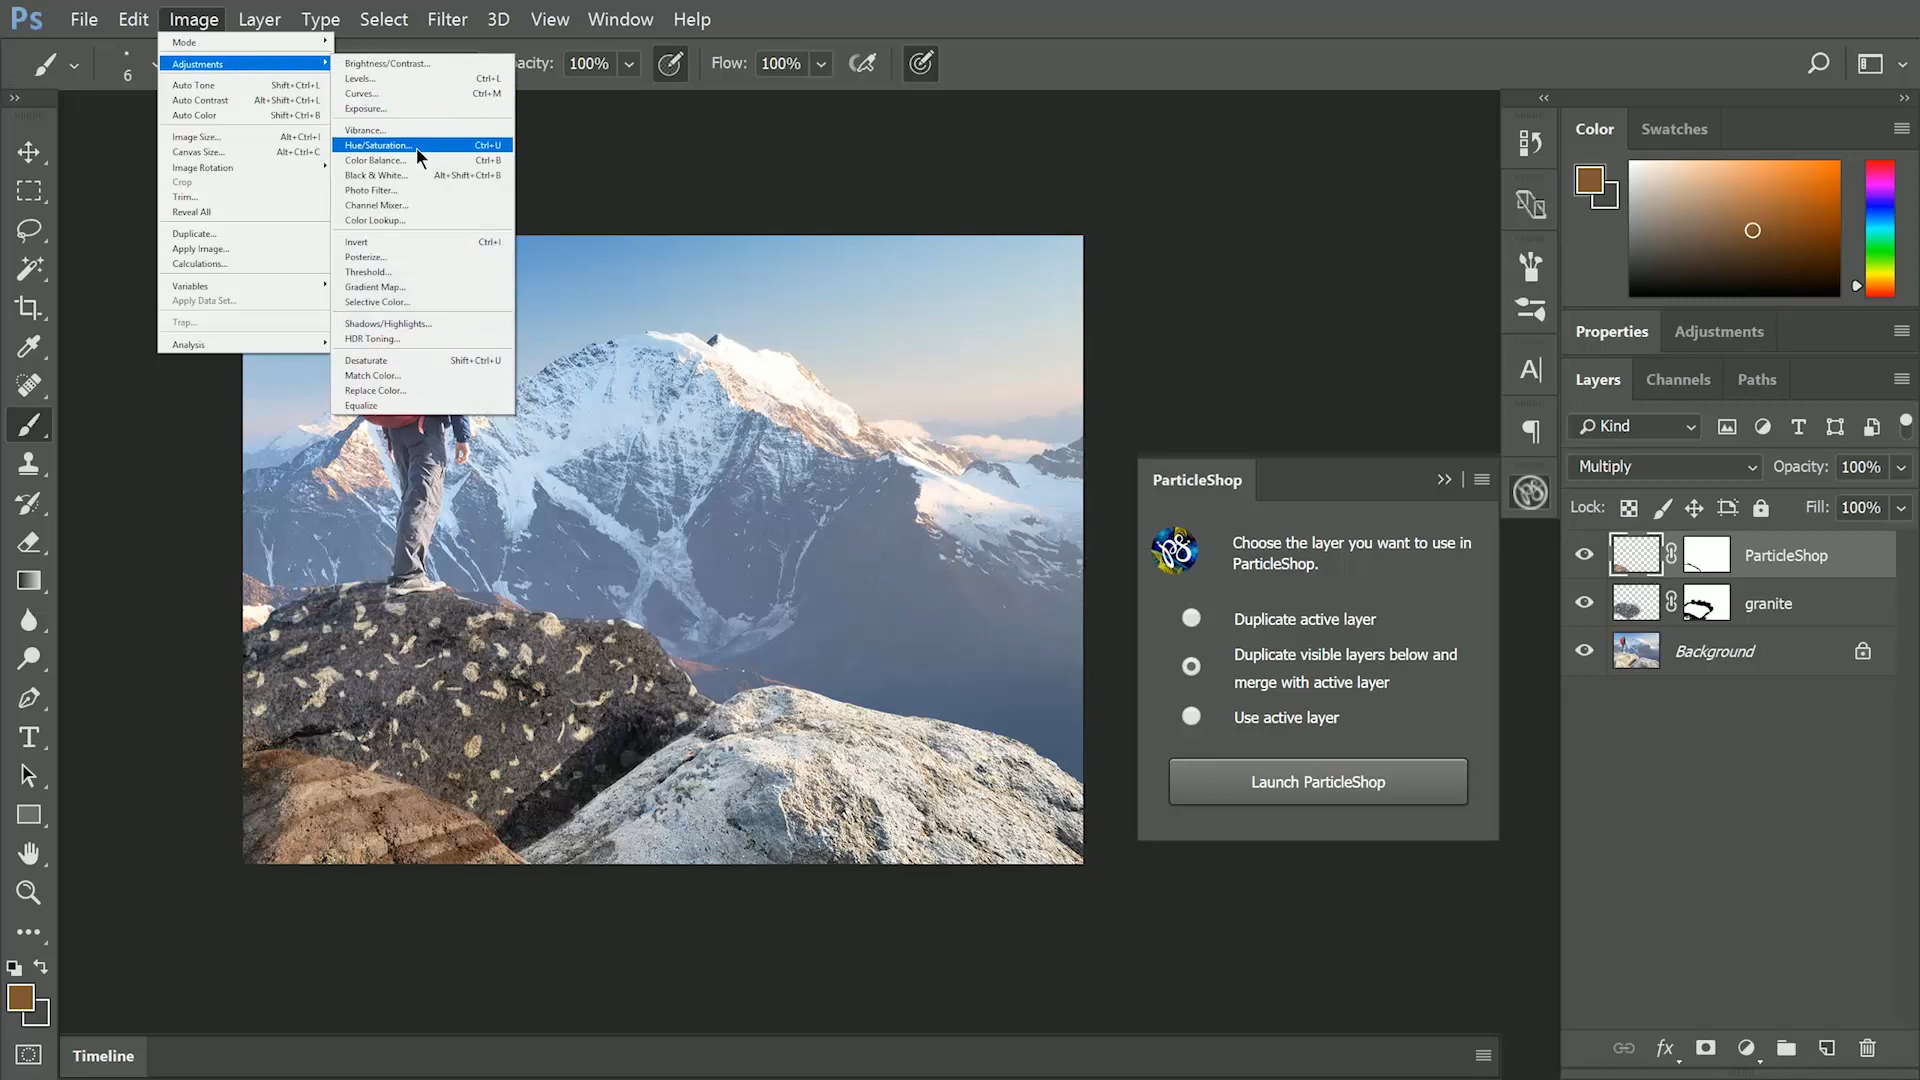 Ps File Edit Image Layer Type Select Filter 3D View Window Help
6
100%
Flow: 100%
Mode
Adjustments
Auto Tone Shift+Ctrl+L
Auto Contrast Alt+Shift+Ctrl+L
Auto Color Shift+Ctrl+B
Image Size... Alt+Ctrl+I
Canvas Size... Alt+Ctrl+C
Image Rotation
Crop
Trim...
Reveal All
Duplicate...
Apply Image...
Calculations...
Variables
Apply Data Set...
Trap...
Analysis
Brightness/Contrast...
Levels... Ctrl+L
Curves... Ctrl+M
Exposure...
Vibrance...
Hue/Saturation... Ctrl+U
Color Balance... Ctrl+B
Black & White... Alt+Shift+Ctrl+B
Photo Filter...
Channel Mixer...
Color Lookup...
Invert Ctrl+I
Posterize...
Threshold...
Gradient Map...
Selective Color...
Shadows/Highlights...
HDR Toning...
Desaturate Shift+Ctrl+U
Match Color...
Replace Color...
Equalize
ParticleShop
Choose the layer you want to use in
ParticleShop.
Duplicate active layer
Duplicate visible layers below and
merge with active layer
Use active layer
Launch ParticleShop
Color Swatches
Properties Adjustments
Layers Channels Paths
Kind
Multiply Opacity: 100%
Lock: Fill: 100%
ParticleShop
granite
Background
fx
Timeline